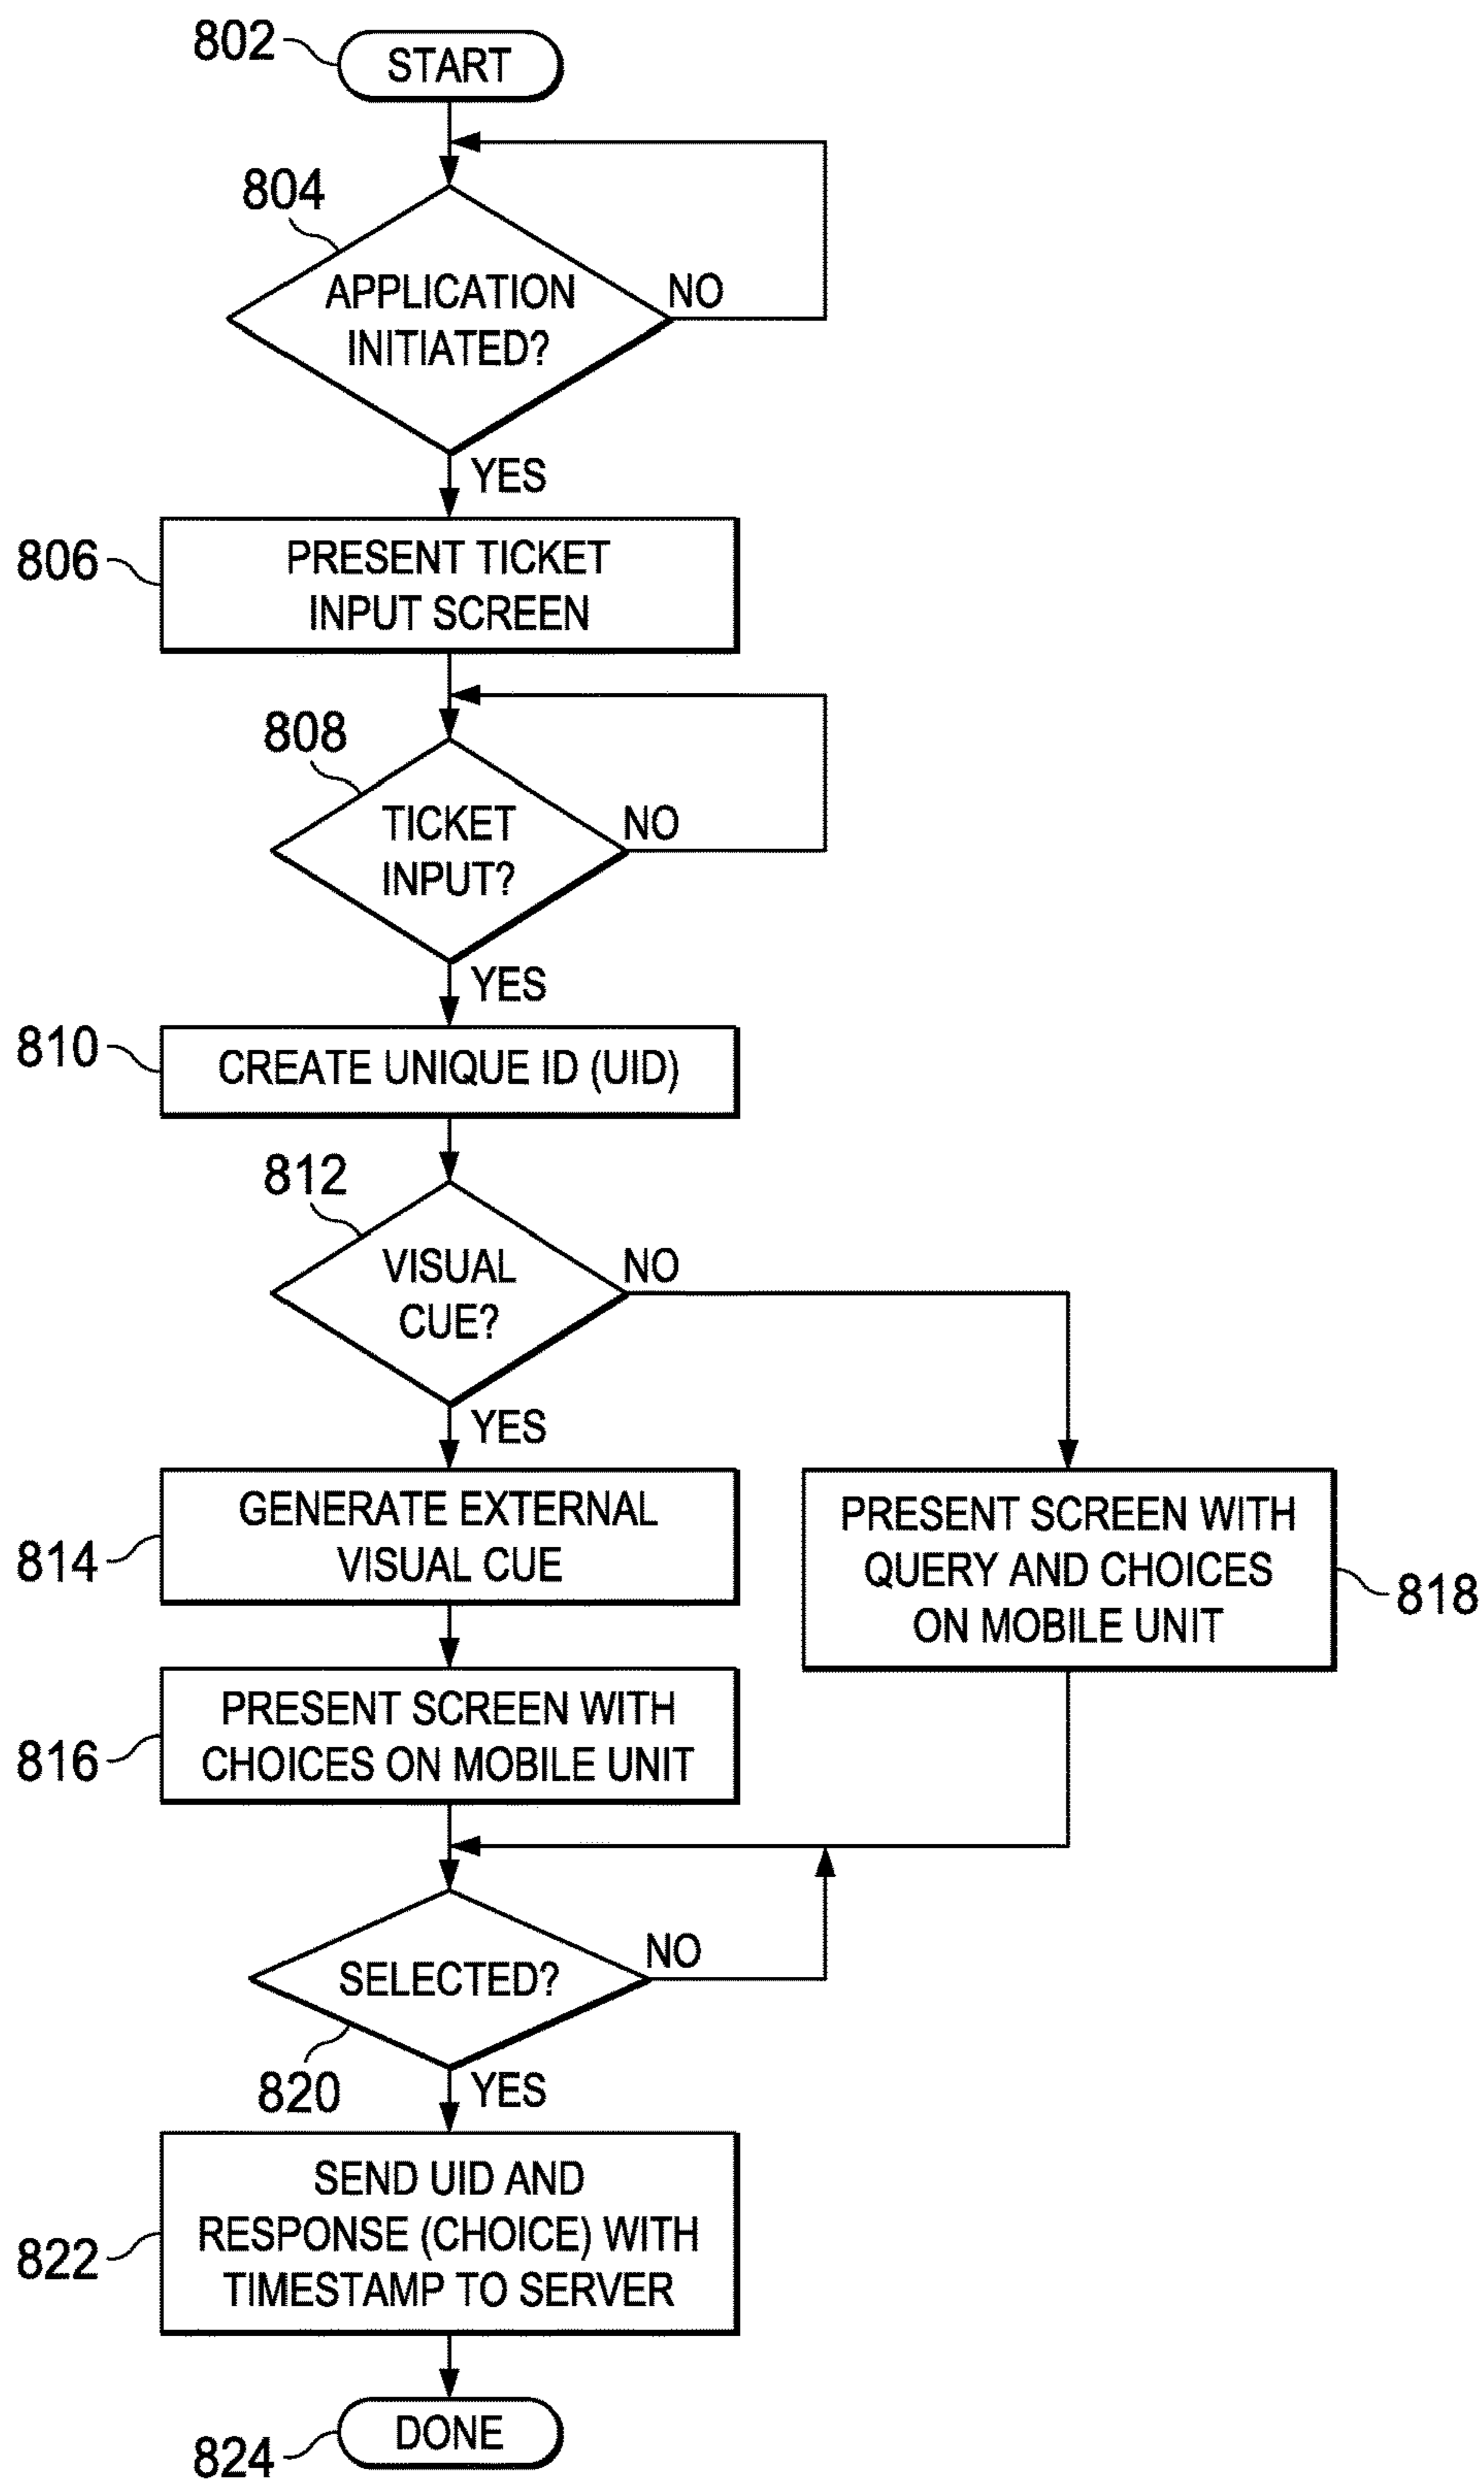 802
START
804
APPLICATION
INITIATED?
NO
YES
806
PRESENT TICKET
INPUT SCREEN
808
TICKET
INPUT?
NO
YES
810
CREATE UNIQUE ID (UID)
812
VISUAL
CUE?
NO
YES
814
GENERATE EXTERNAL
VISUAL CUE
PRESENT SCREEN WITH
QUERY AND CHOICES
ON MOBILE UNIT
818
816
PRESENT SCREEN WITH
CHOICES ON MOBILE UNIT
SELECTED?
NO
820
YES
822
SEND UID AND
RESPONSE (CHOICE) WITH
TIMESTAMP TO SERVER
824
DONE